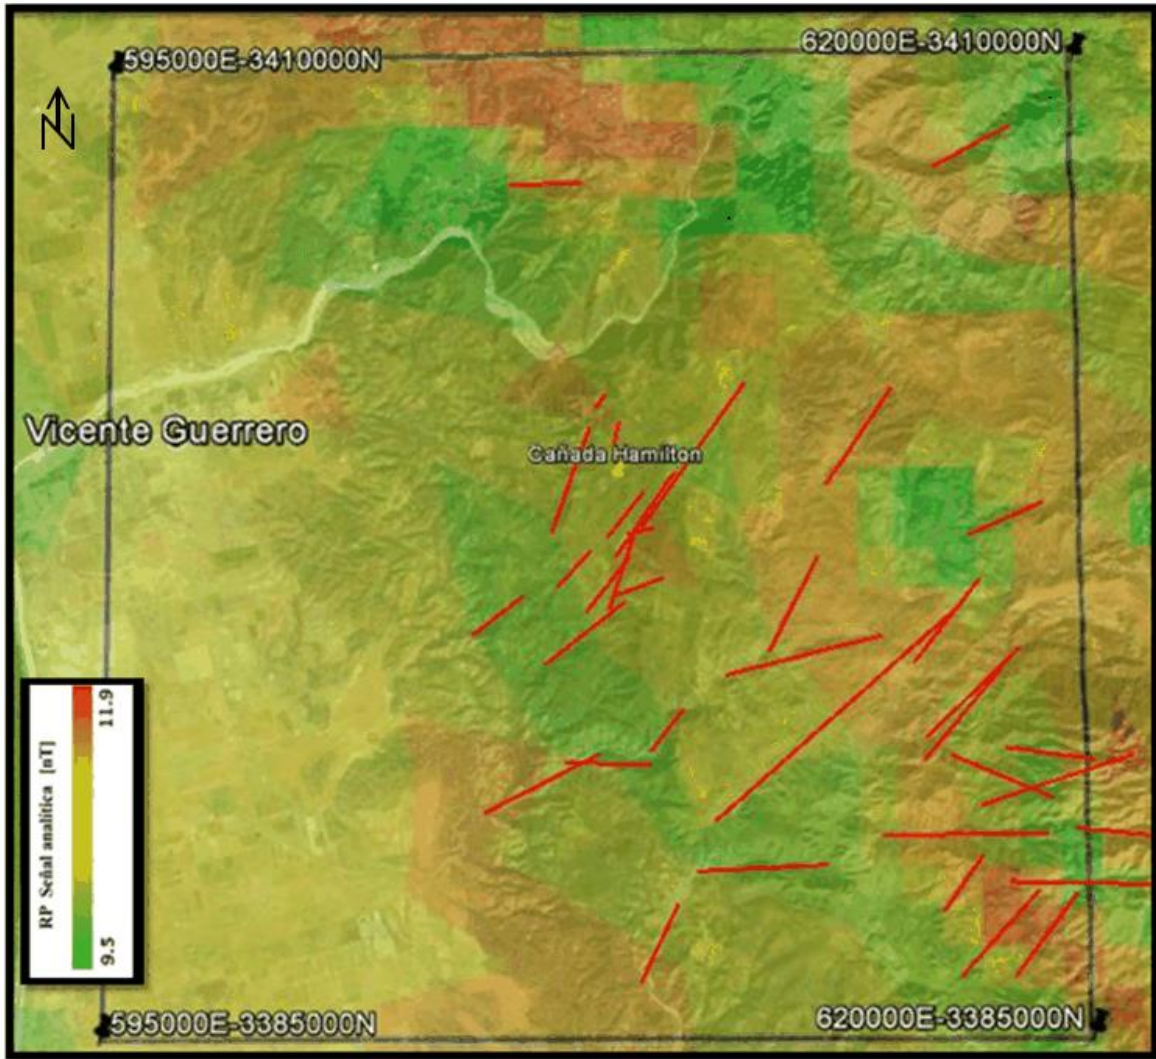 595000E-3410000N
620000E-3410000N
N
Vicente Guerrero
Cañada Hamilton
RP Señal analítica [nT]
11.9
9.5
595000E-3385000N
620000E-3385000N